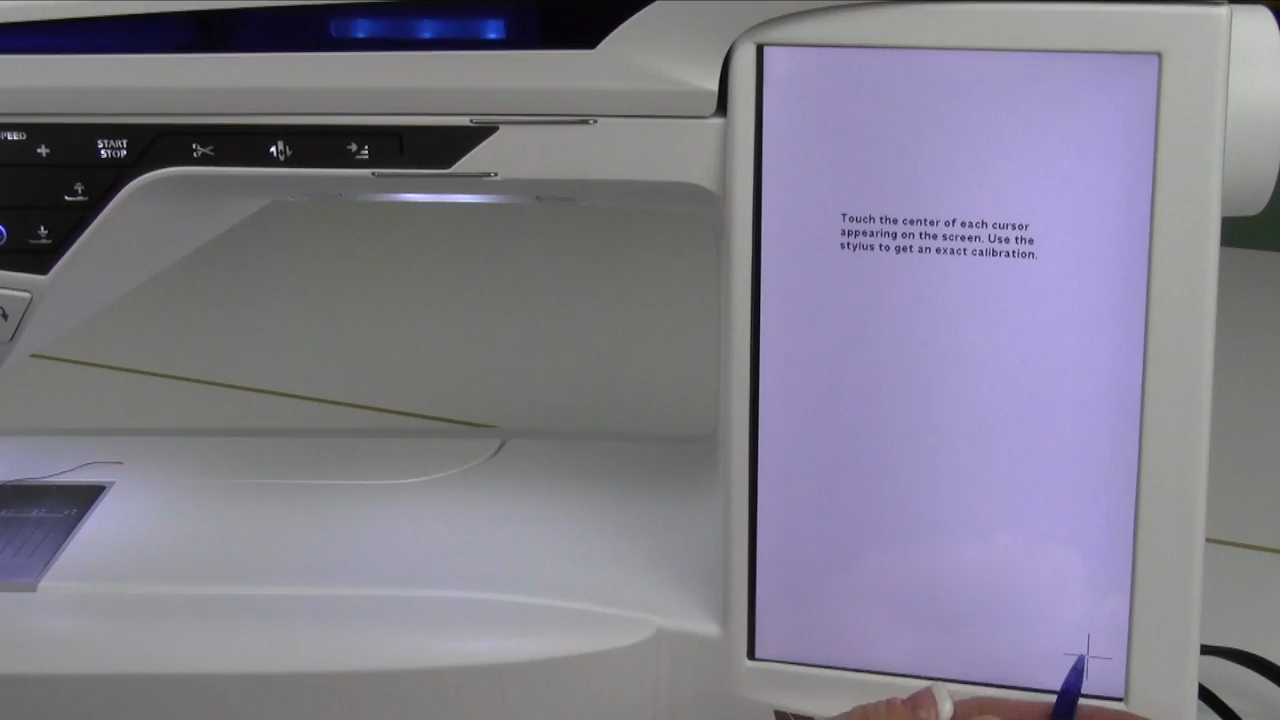 SPEED
START
STOP
Touch the center of each cursor
appearing on the screen. Use the
stylus to get an exact calibration.